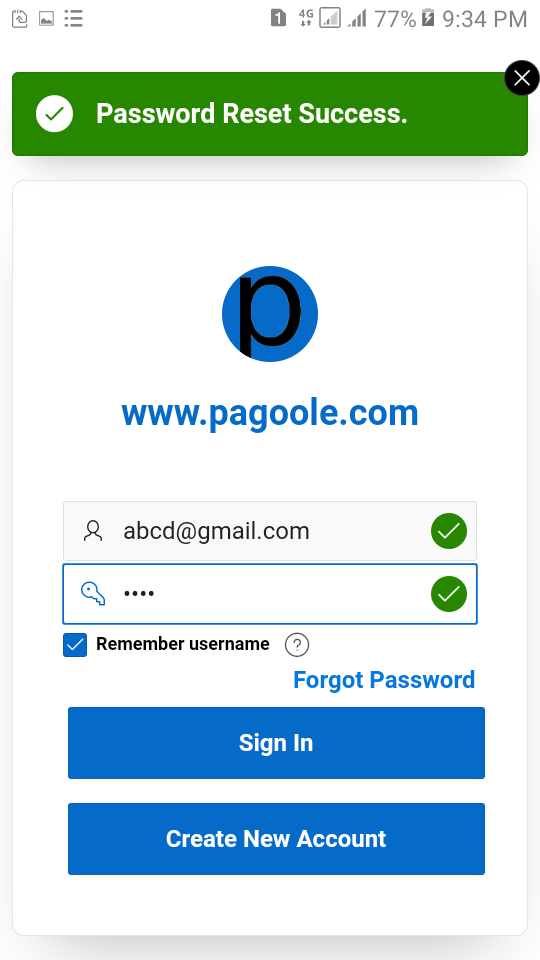 1 4G 77% 9:34 PM
Password Reset Success.
p
www.pagoole.com
abcd@gmail.com
••••
Remember username ?
Forgot Password
Sign In
Create New Account